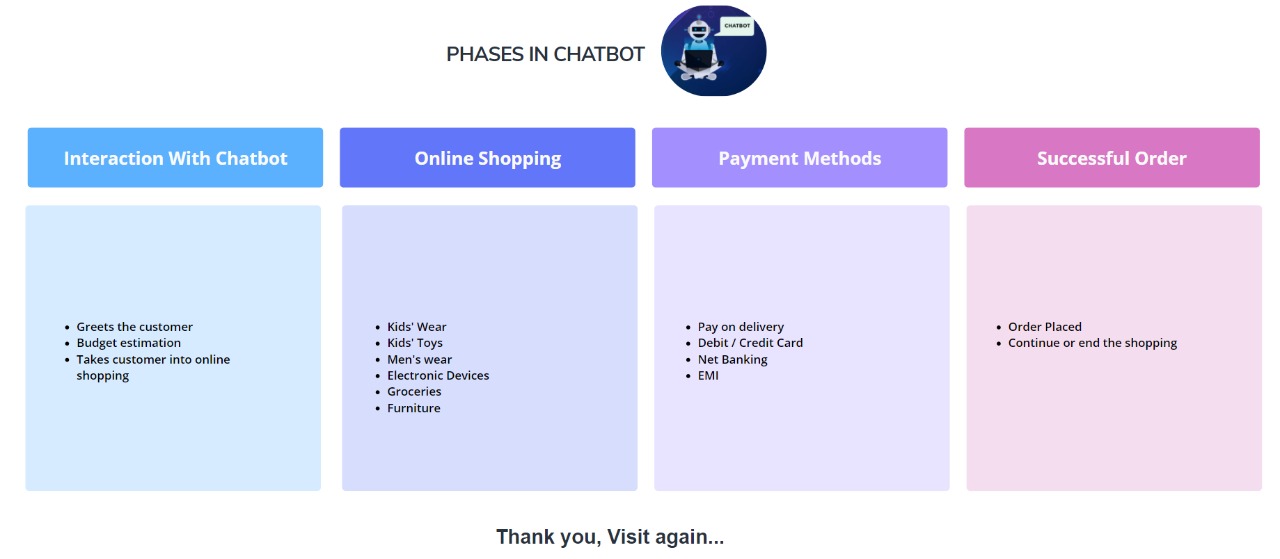 PHASES IN CHATBOT
CHATBOT
Interaction With Chatbot
Online Shopping
Payment Methods
Successful Order
• Greets the customer
• Budget estimation
• Takes customer into online
shopping
• Kids' Wear
• Kids' Toys
• Men's wear
• Electronic Devices
• Groceries
• Furniture
• Pay on delivery
• Debit / Credit Card
• Net Banking
• EMI
• Order Placed
• Continue or end the shopping
Thank you, Visit again...